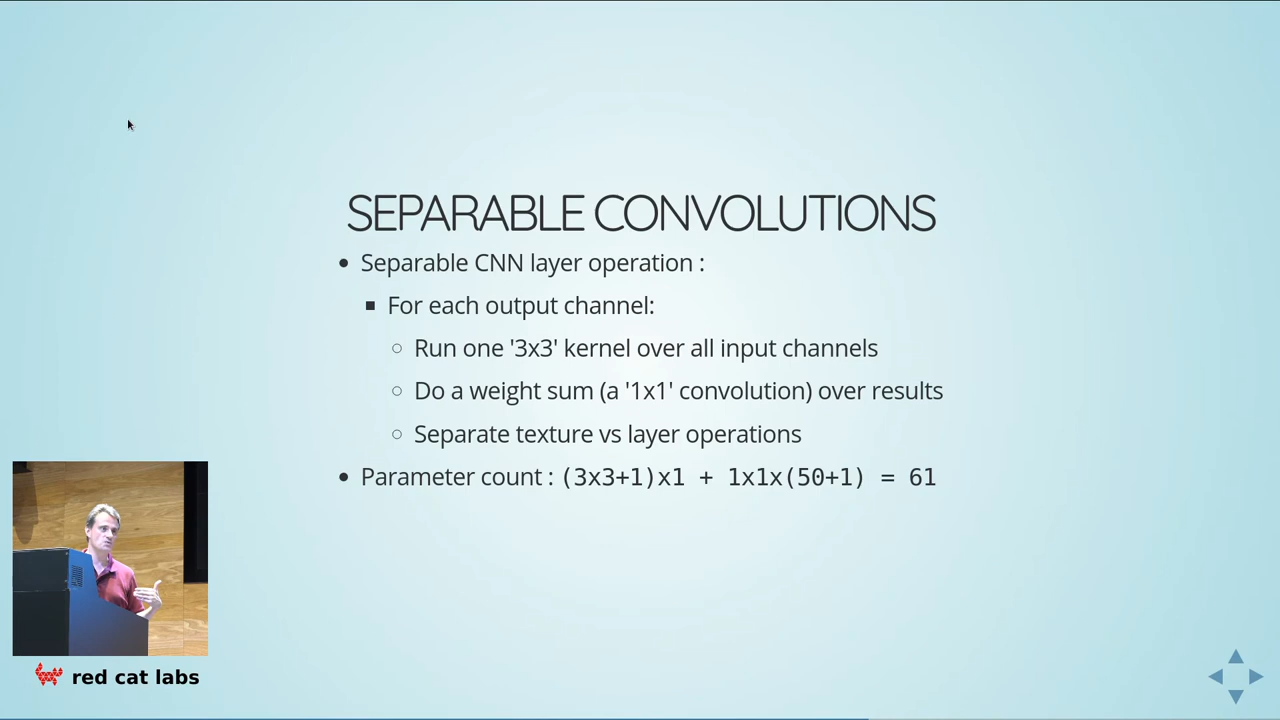 SEPARABLE CONVOLUTIONS
Separable CNN layer operation :
For each output channel:
Run one '3x3' kernel over all input channels
Do a weight sum (a '1x1' convolution) over results
Separate texture vs layer operations
Parameter count : (3x3+1)x1 + 1x1x(50+1) = 61
red cat labs